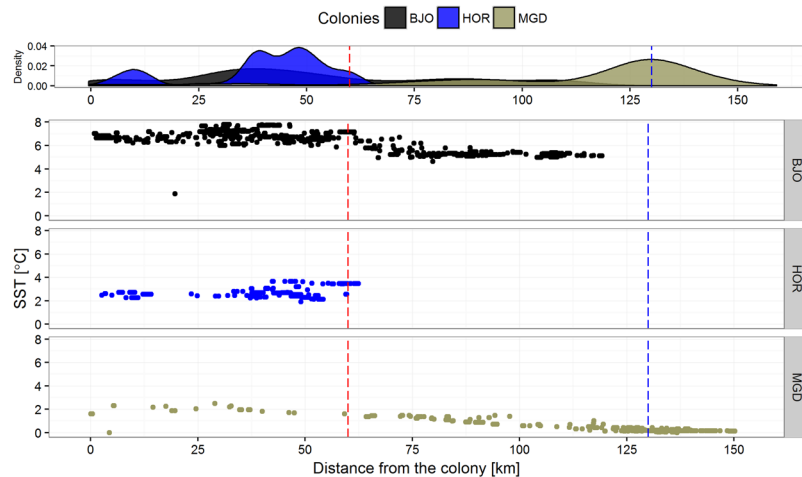 Colonies BJO HOR MGD
Density
0.04
0.02
0.00
0 25 50 75 100 125 150
SST [°C]
8
6
4
2
0
BJO
8
6
4
2
0
HOR
8
6
4
2
0
MGD
0 25 50 75 100 125 150
Distance from the colony [km]